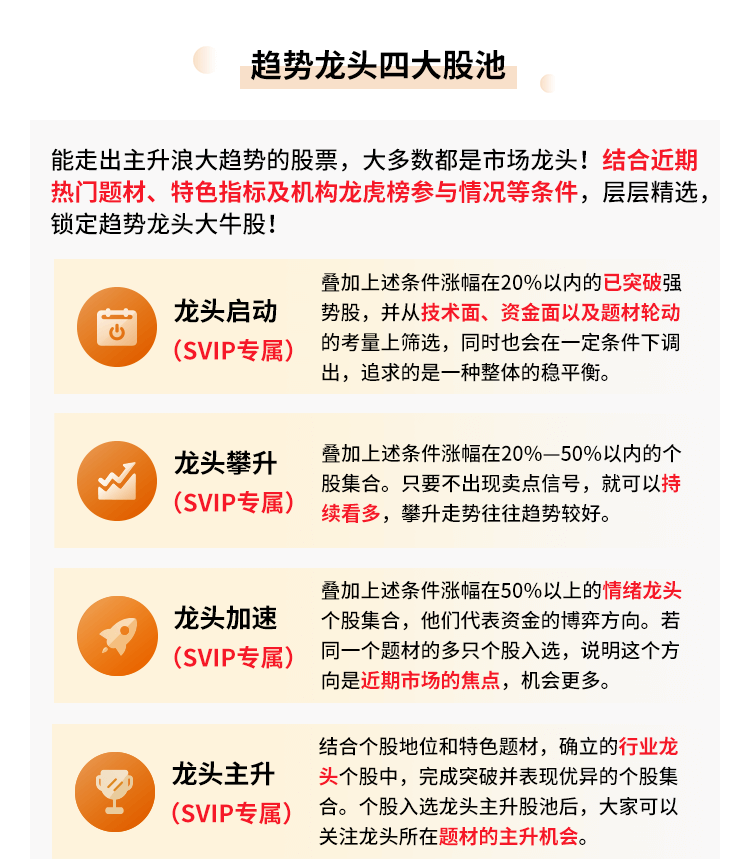 趋势龙头四大股池
能走出主升浪大趋势的股票，大多数都是市场龙头！结合近期
热门题材、特色指标及机构龙虎榜参与情况等条件，层层精选，
锁定趋势龙头大牛股！
龙头启动
（SVIP专属）
叠加上述条件涨幅在20%以内的已突破强
势股，并从技术面、资金面以及题材轮动
的考量上筛选，同时也会在一定条件下调
出，追求的是一种整体的稳平衡。
龙头攀升
（SVIP专属）
叠加上述条件涨幅在20%—50%以内的个
股集合。只要不出现卖点信号，就可以持
续看多，攀升走势往往趋势较好。
龙头加速
（SVIP专属）
叠加上述条件涨幅在50%以上的情绪龙头
个股集合，他们代表资金的博弈方向。若
同一个题材的多只个股入选，说明这个方
向是近期市场的焦点，机会更多。
龙头主升
（SVIP专属）
结合个股地位和特色题材，确立的行业龙
头个股中，完成突破并表现优异的个股集
合。个股入选龙头主升股池后，大家可以
关注龙头所在题材的主升机会。